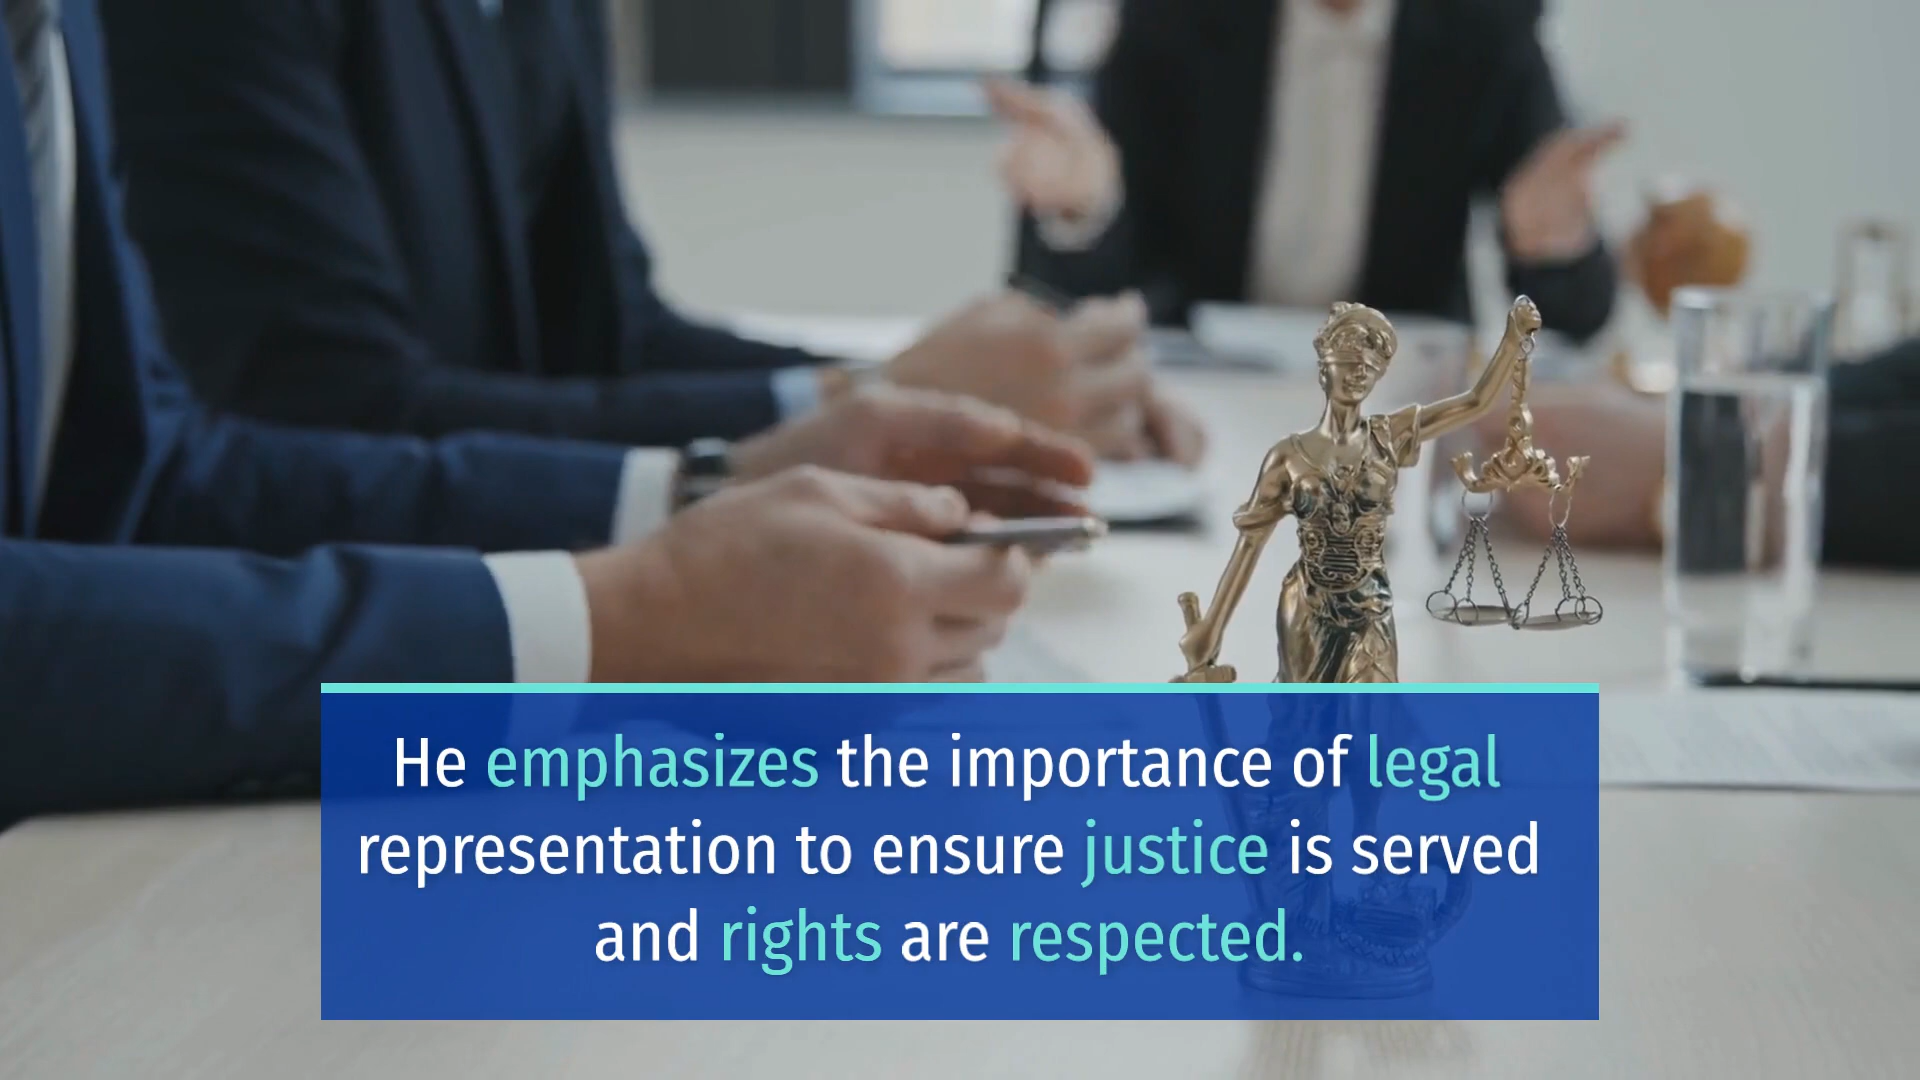 He emphasizes the importance of legal
representation to ensure justice is served
and rights are respected.